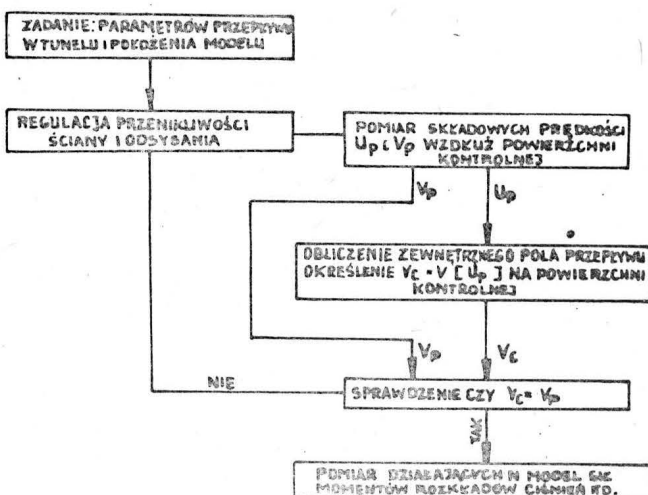 ZADANIE: PARAMETRÓW PRZEPŁYWU
W TUNELU I POŁOŻENIA MODELU
REGULACJA PRZENIKLIWOŚCI
ŚCIANY I ODSYSANIA
POMIAR SKŁADOWYCH PRĘDKOŚCI
Up i Vp WZDŁUŻ POWIERZCHNI
KONTROLNEJ
Vp
Up
OBLICZENIE ZEWNĘTRZNEGO POLA PRZEPŁYWU
OKREŚLENIE Vc = V [ Up ] NA POWIERZCHNI
KONTROLNEJ
Vp
Vc
NIE
SPRAWDZENIE CZY Vc = Vp
TAK
POMIAR DZIAŁAJĄCYCH N MODEL SIŁ
MOMENTÓW ROZKŁADÓW CIŚNIEŃ ITD.